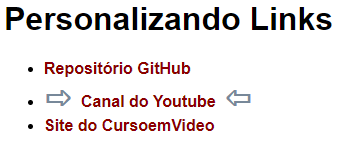 Personalizando Links
• Repositório GitHub
• ⇨ Canal do Youtube ⇦
• Site do CursoemVideo